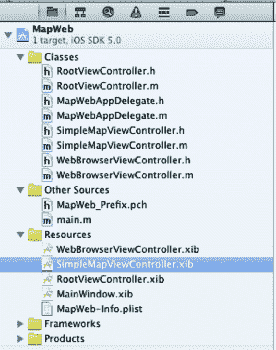 MapWeb
1 target, iOS SDK 5.0
Classes
RootViewController.h
RootViewController.m
MapWebAppDelegate.h
MapWebAppDelegate.m
SimpleMapViewController.h
SimpleMapViewController.m
WebBrowserViewController.h
WebBrowserViewController.m
Other Sources
MapWeb_Prefix.pch
main.m
Resources
WebBrowserViewController.xib
SimpleMapViewController.xib
RootViewController.xib
MainWindow.xib
MapWeb-Info.plist
Frameworks
Products